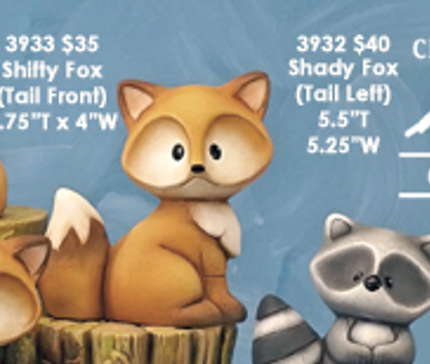 3933 $35
Shifty Fox
(Tail Front)
.75"T x 4"W
3932 $40
Shady Fox
(Tail Left)
5.5"T
5.25"W